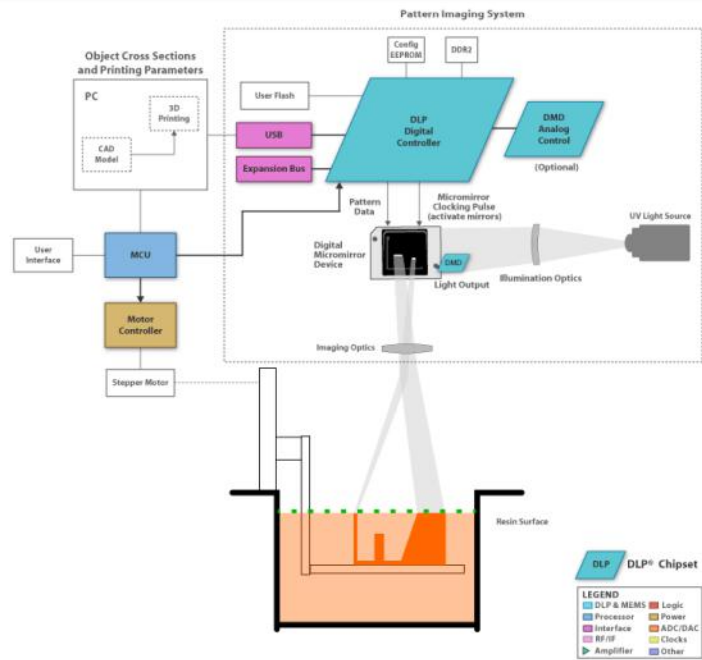 Pattern Imaging System
Object Cross Sections
and Printing Parameters
PC
3D
Printing
CAD
Model
Config
EEPROM
DDR2
User Flash
USB
Expansion Bus
DLP
Digital
Controller
DMD
Analog
Control
(Optional)
Pattern
Data
Micromirror
Clocking Pulse
(activate mirrors)
UV Light Source
User
Interface
MCU
Digital
Micromirror
Device
DMD
Light Output
Illumination Optics
Motor
Controller
Imaging Optics
Stepper Motor
Resin Surface
DLP
DLP® Chipset
LEGEND
DLP & MEMS
Logic
Processor
Power
Interface
ADC/DAC
RF/IF
Clocks
Amplifier
Other